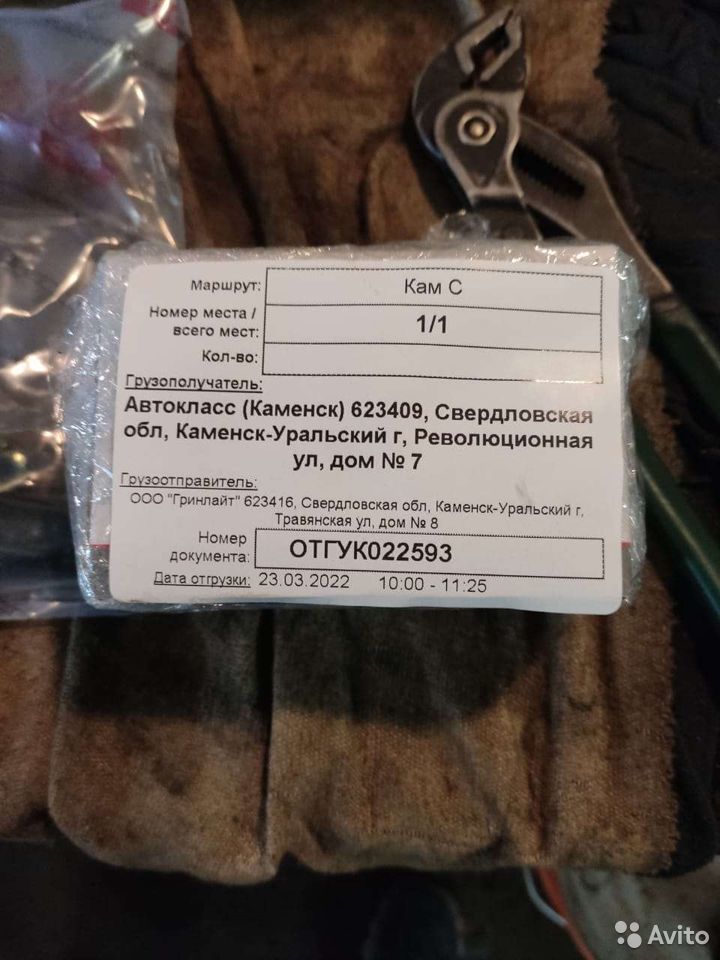 Маршрут: Кам С
Номер места / всего мест: 1/1
Кол-во:
Грузополучатель:
Автокласс (Каменск) 623409, Свердловская
обл, Каменск-Уральский г, Революционная
ул, дом № 7
Грузоотправитель:
ООО "Гринлайт" 623416, Свердловская обл, Каменск-Уральский г,
Травянская ул, дом № 8
Номер документа: ОТГУК022593
Дата отгрузки: 23.03.2022 10:00 - 11:25
Avito